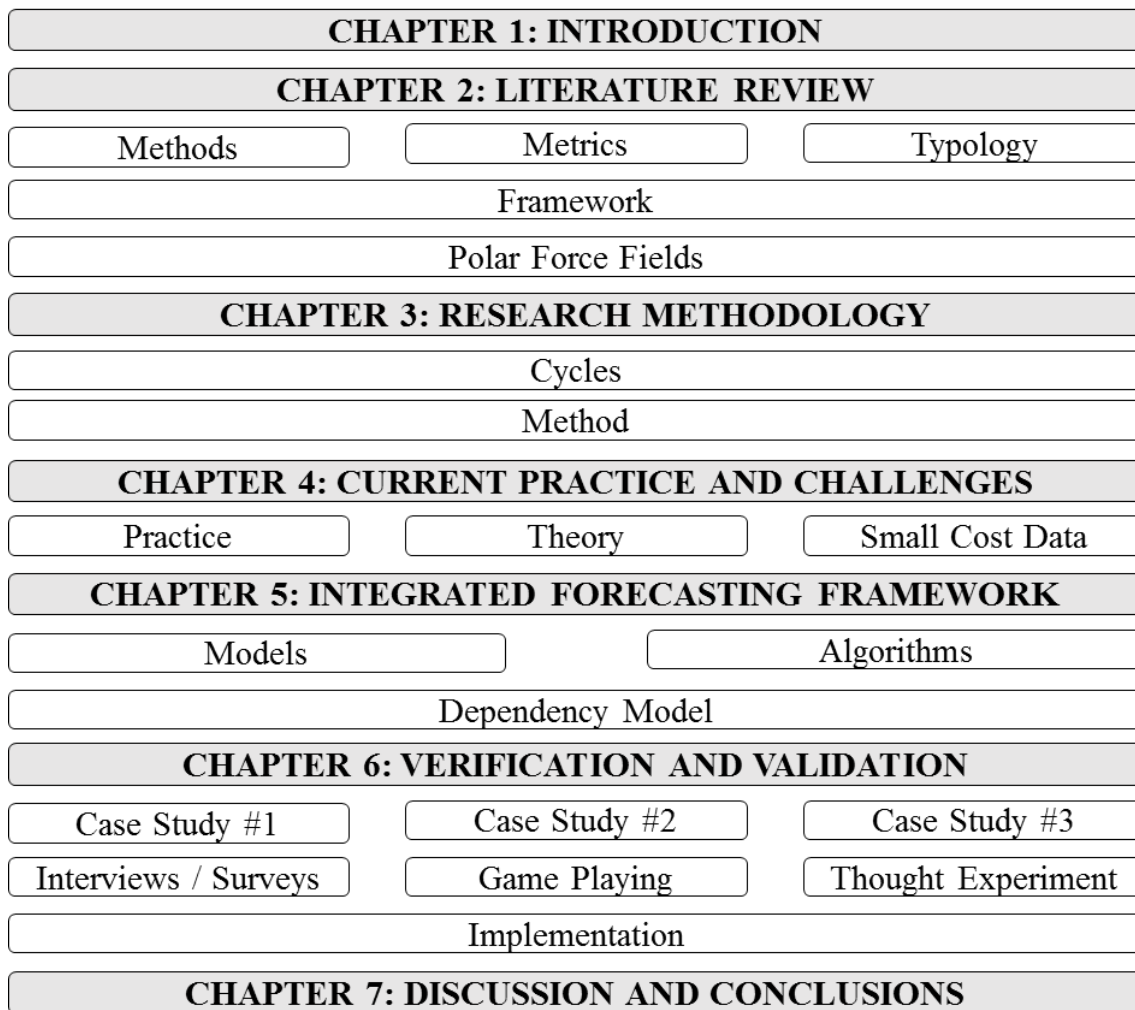 CHAPTER 1: INTRODUCTION
CHAPTER 2: LITERATURE REVIEW
Methods Metrics Typology
Framework
Polar Force Fields
CHAPTER 3: RESEARCH METHODOLOGY
Cycles
Method
CHAPTER 4: CURRENT PRACTICE AND CHALLENGES
Practice Theory Small Cost Data
CHAPTER 5: INTEGRATED FORECASTING FRAMEWORK
Models Algorithms
Dependency Model
CHAPTER 6: VERIFICATION AND VALIDATION
Case Study #1 Case Study #2 Case Study #3
Interviews / Surveys Game Playing Thought Experiment
Implementation
CHAPTER 7: DISCUSSION AND CONCLUSIONS